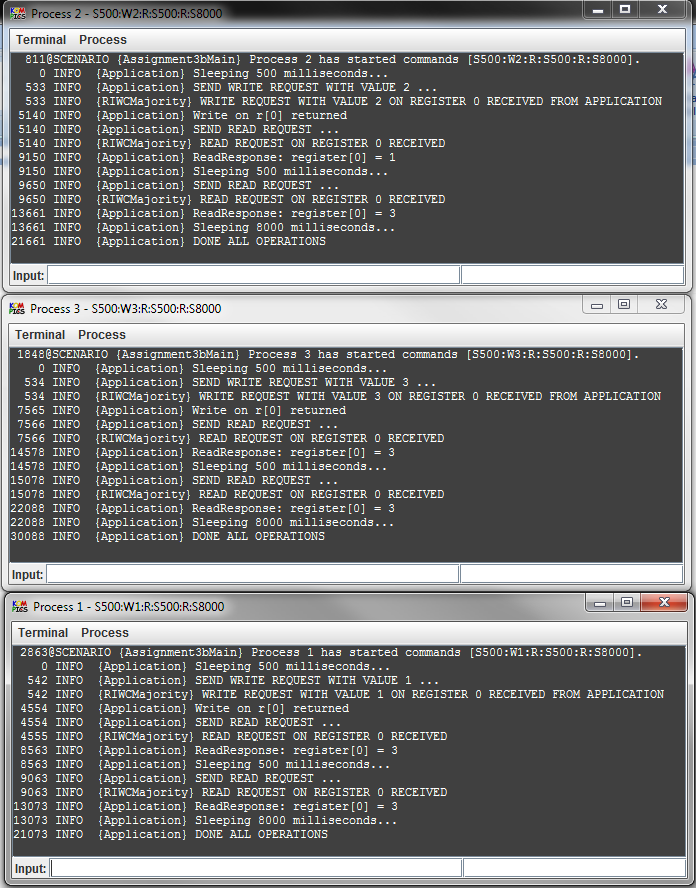 Process 2 - S500:W2:R:S500:R:S8000
Terminal Process
811@SCENARIO {Assignment3bMain} Process 2 has started commands [S500:W2:R:S500:R:S8000].
0 INFO {Application} Sleeping 500 milliseconds...
533 INFO {Application} SEND WRITE REQUEST WITH VALUE 2 ...
533 INFO {RIWCMajority} WRITE REQUEST WITH VALUE 2 ON REGISTER 0 RECEIVED FROM APPLICATION
5140 INFO {Application} Write on r[0] returned
5140 INFO {Application} SEND READ REQUEST ...
5140 INFO {RIWCMajority} READ REQUEST ON REGISTER 0 RECEIVED
9150 INFO {Application} ReadResponse: register[0] = 1
9150 INFO {Application} Sleeping 500 milliseconds...
9650 INFO {Application} SEND READ REQUEST ...
9650 INFO {RIWCMajority} READ REQUEST ON REGISTER 0 RECEIVED
13661 INFO {Application} ReadResponse: register[0] = 3
13661 INFO {Application} Sleeping 8000 milliseconds...
21661 INFO {Application} DONE ALL OPERATIONS
Input:
Process 3 - S500:W3:R:S500:R:S8000
Terminal Process
1848@SCENARIO {Assignment3bMain} Process 3 has started commands [S500:W3:R:S500:R:S8000].
0 INFO {Application} Sleeping 500 milliseconds...
534 INFO {Application} SEND WRITE REQUEST WITH VALUE 3 ...
534 INFO {RIWCMajority} WRITE REQUEST WITH VALUE 3 ON REGISTER 0 RECEIVED FROM APPLICATION
7565 INFO {Application} Write on r[0] returned
7566 INFO {Application} SEND READ REQUEST ...
7566 INFO {RIWCMajority} READ REQUEST ON REGISTER 0 RECEIVED
14578 INFO {Application} ReadResponse: register[0] = 3
14578 INFO {Application} Sleeping 500 milliseconds...
15078 INFO {Application} SEND READ REQUEST ...
15078 INFO {RIWCMajority} READ REQUEST ON REGISTER 0 RECEIVED
22088 INFO {Application} ReadResponse: register[0] = 3
22088 INFO {Application} Sleeping 8000 milliseconds...
30088 INFO {Application} DONE ALL OPERATIONS
Input:
Process 1 - S500:W1:R:S500:R:S8000
Terminal Process
2863@SCENARIO {Assignment3bMain} Process 1 has started commands [S500:W1:R:S500:R:S8000].
0 INFO {Application} Sleeping 500 milliseconds...
542 INFO {Application} SEND WRITE REQUEST WITH VALUE 1 ...
542 INFO {RIWCMajority} WRITE REQUEST WITH VALUE 1 ON REGISTER 0 RECEIVED FROM APPLICATION
4554 INFO {Application} Write on r[0] returned
4554 INFO {Application} SEND READ REQUEST ...
4555 INFO {RIWCMajority} READ REQUEST ON REGISTER 0 RECEIVED
8563 INFO {Application} ReadResponse: register[0] = 3
8563 INFO {Application} Sleeping 500 milliseconds...
9063 INFO {Application} SEND READ REQUEST ...
9063 INFO {RIWCMajority} READ REQUEST ON REGISTER 0 RECEIVED
13073 INFO {Application} ReadResponse: register[0] = 3
13073 INFO {Application} Sleeping 8000 milliseconds...
21073 INFO {Application} DONE ALL OPERATIONS
Input: